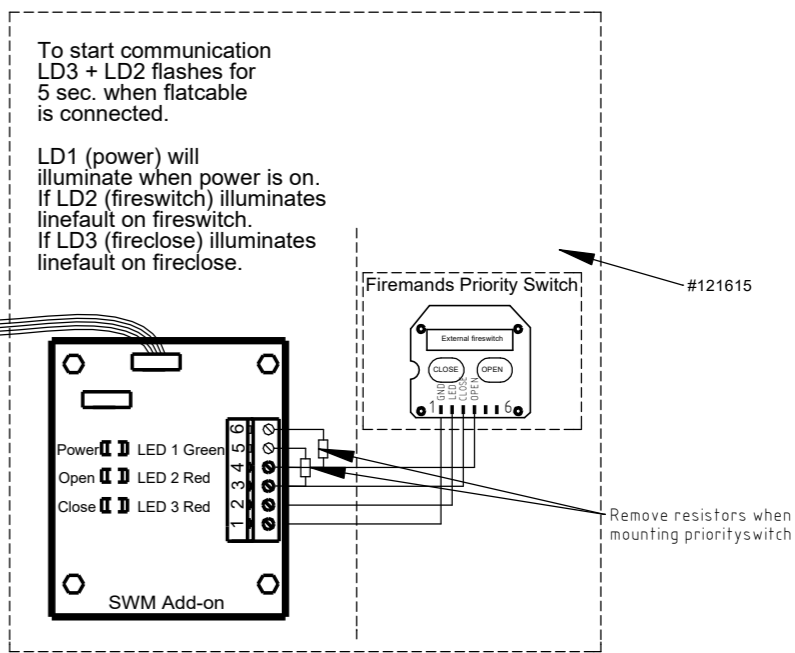 To start communication
LD3 + LD2 flashes for
5 sec. when flatcable
is connected.
LD1 (power) will
illuminate when power is on.
If LD2 (fireswitch) illuminates
linefault on fireswitch.
If LD3 (fireclose) illuminates
linefault on fireclose.
#121615
Firemands Priority Switch
External fireswitch
CLOSE
OPEN
GND
LED
CLOSE
OPEN
1
6
6
5
4
3
2
1
Power
LED 1 Green
Open
LED 2 Red
Close
LED 3 Red
Remove resistors when
mounting priorityswitch
SWM Add-on